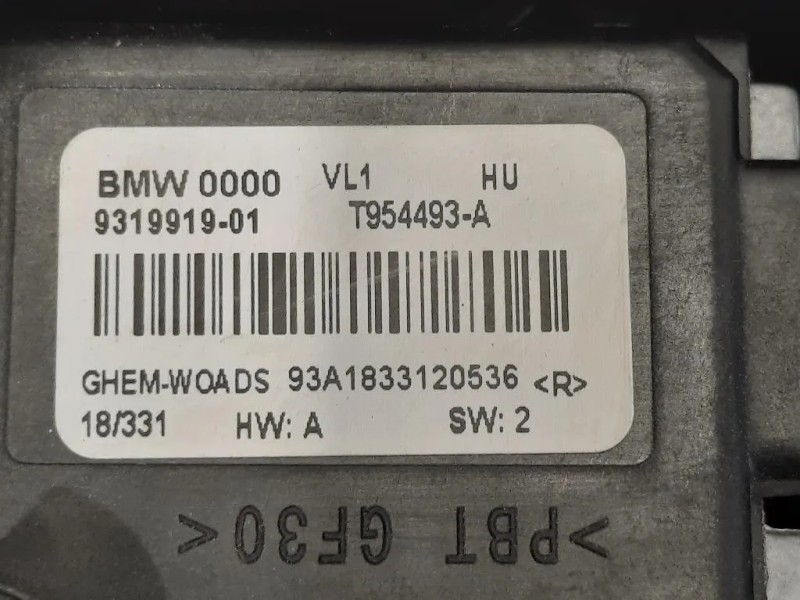 BMW 0000 VL1 HU
9319919-01 T954493-A
GHEM-WOADS 93A1833120536 <R>
18/331 HW: A SW: 2
>PBT GF30<